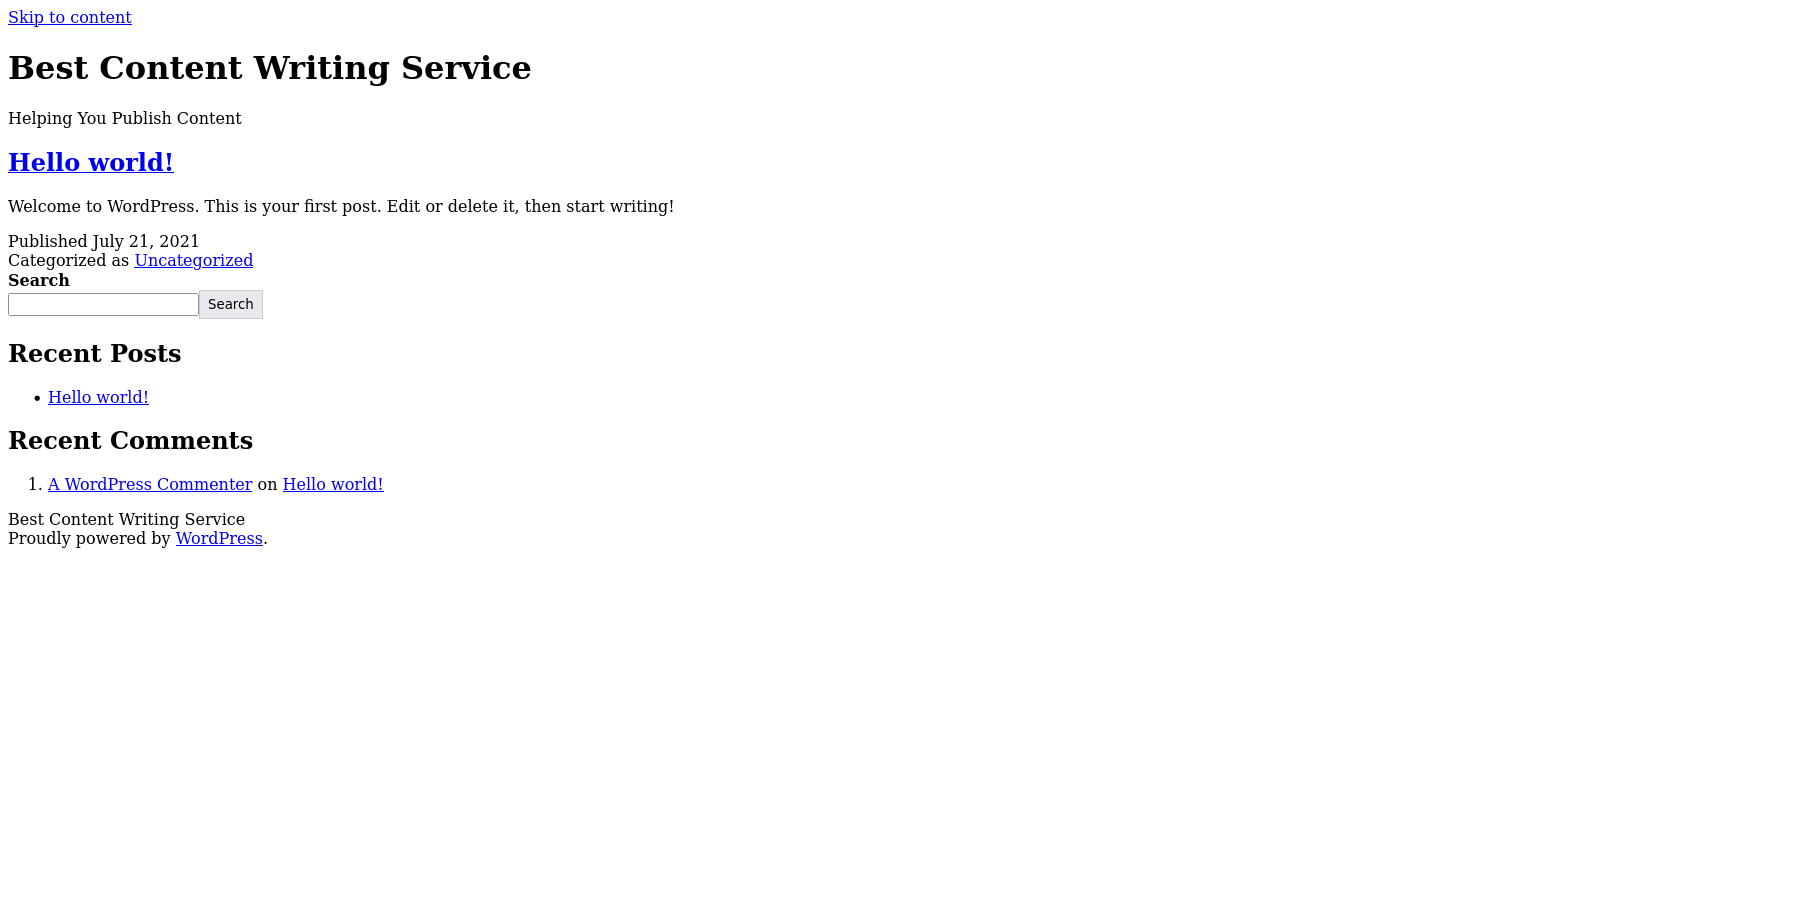 Skip to content
Best Content Writing Service
Helping You Publish Content
Hello world!
Welcome to WordPress. This is your first post. Edit or delete it, then start writing!
Published July 21, 2021
Categorized as Uncategorized
Search
Search
Recent Posts
• Hello world!
Recent Comments
1. A WordPress Commenter on Hello world!
Best Content Writing Service
Proudly powered by WordPress.